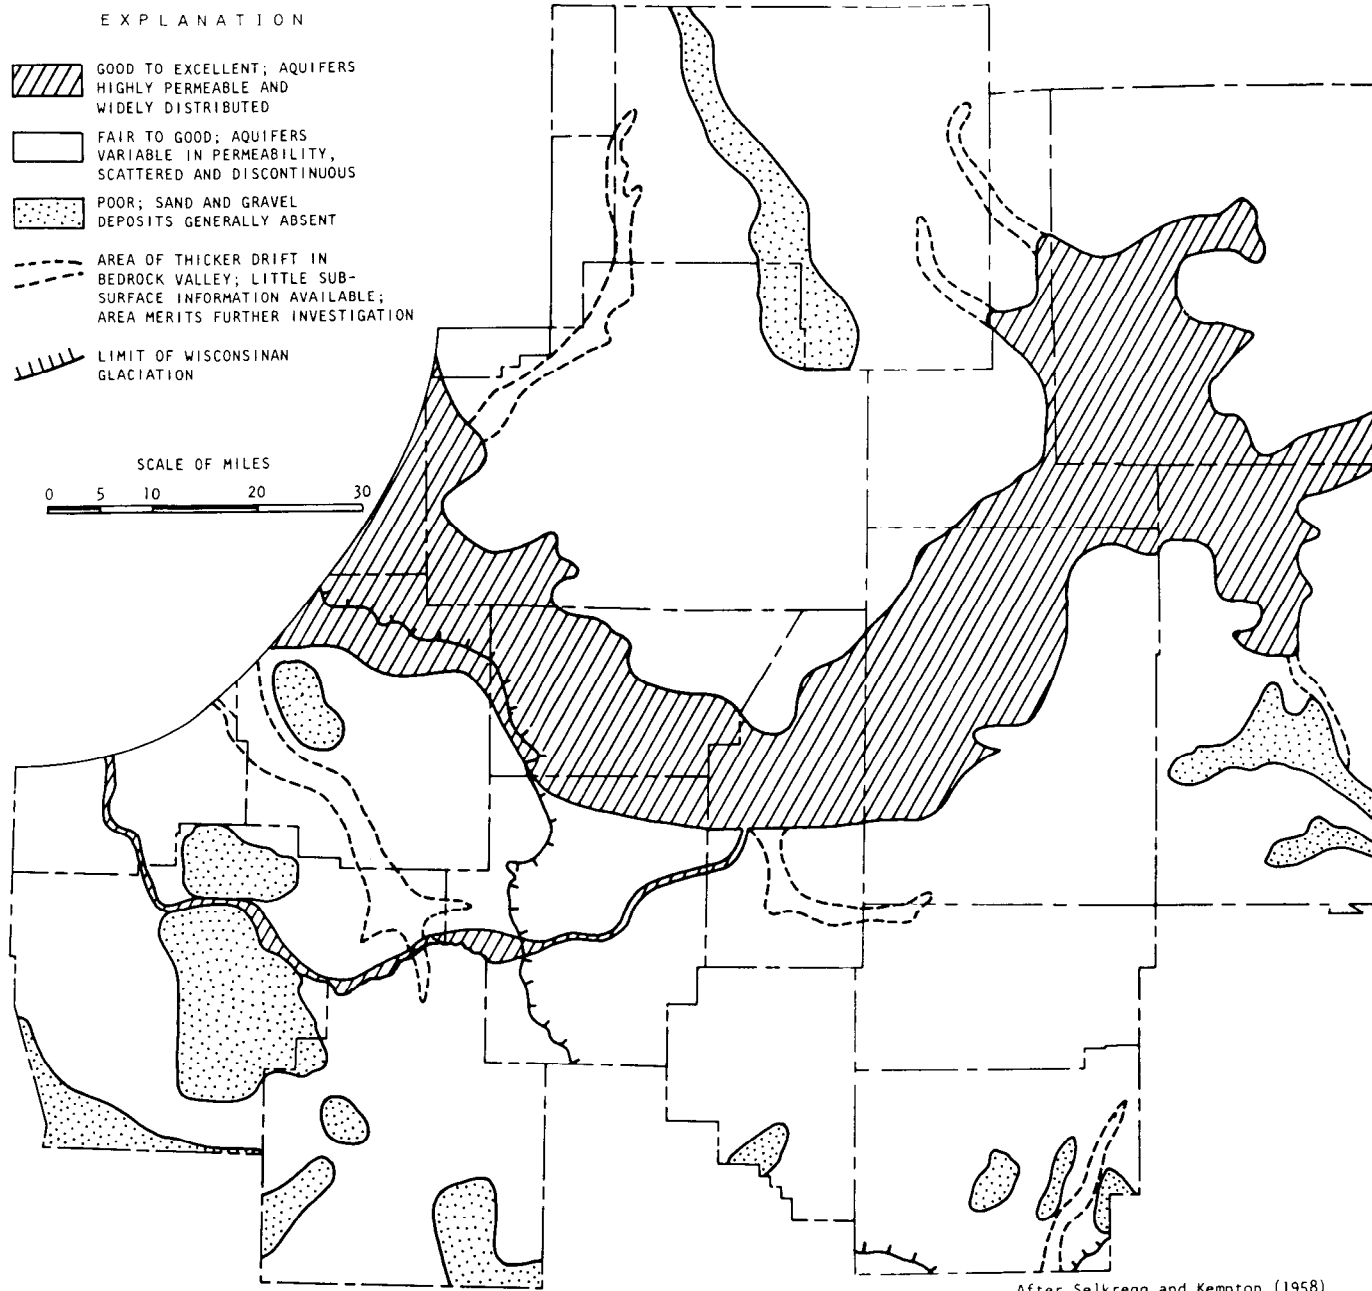 EXPLANATION
GOOD TO EXCELLENT; AQUIFERS
HIGHLY PERMEABLE AND
WIDELY DISTRIBUTED
FAIR TO GOOD; AQUIFERS
VARIABLE IN PERMEABILITY,
SCATTERED AND DISCONTINUOUS
POOR; SAND AND GRAVEL
DEPOSITS GENERALLY ABSENT
AREA OF THICKER DRIFT IN
BEDROCK VALLEY; LITTLE SUB-
SURFACE INFORMATION AVAILABLE;
AREA MERITS FURTHER INVESTIGATION
LIMIT OF WISCONSINAN
GLACIATION
SCALE OF MILES
0 5 10 20 30
After Selkregg and Kempton (1958)